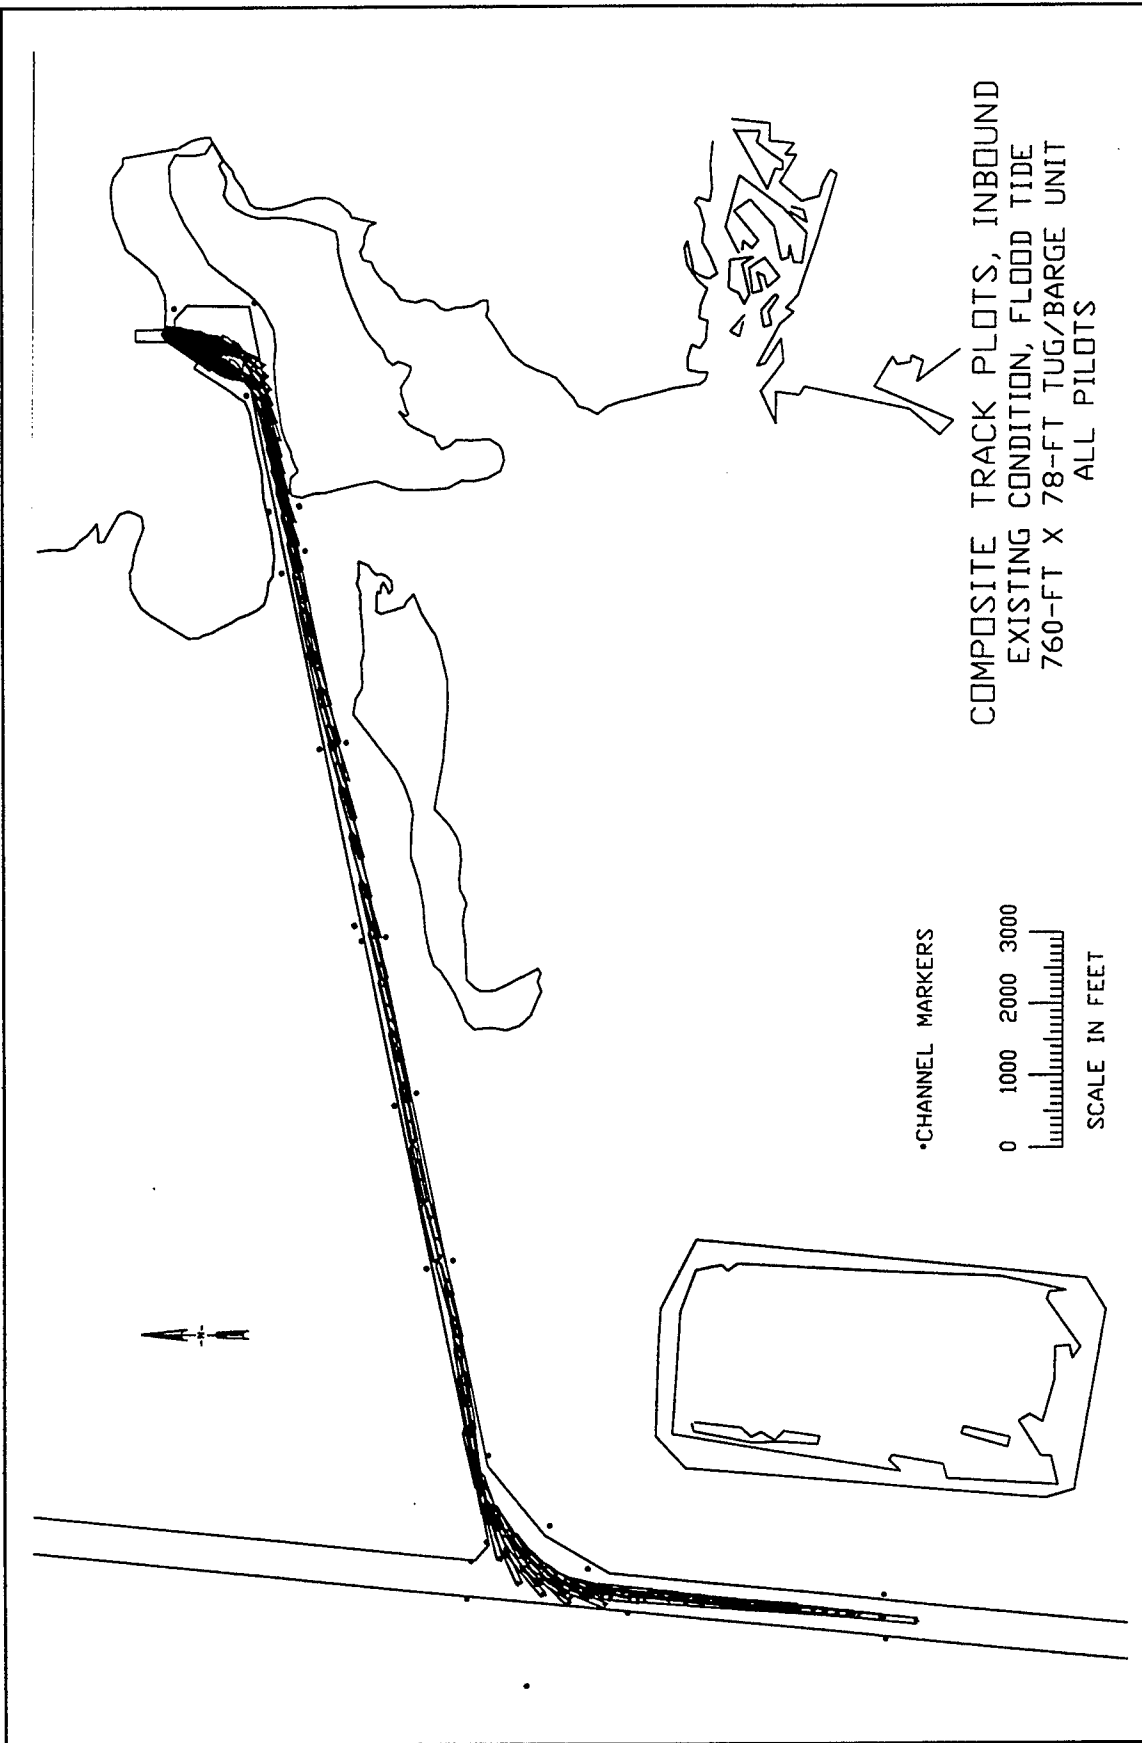 COMPOSITE TRACK PLOTS, INBOUND
EXISTING CONDITION, FLOOD TIDE
760-FT X 78-FT TUG/BARGE UNIT
ALL PILOTS
•CHANNEL MARKERS
0 1000 2000 3000
SCALE IN FEET
N